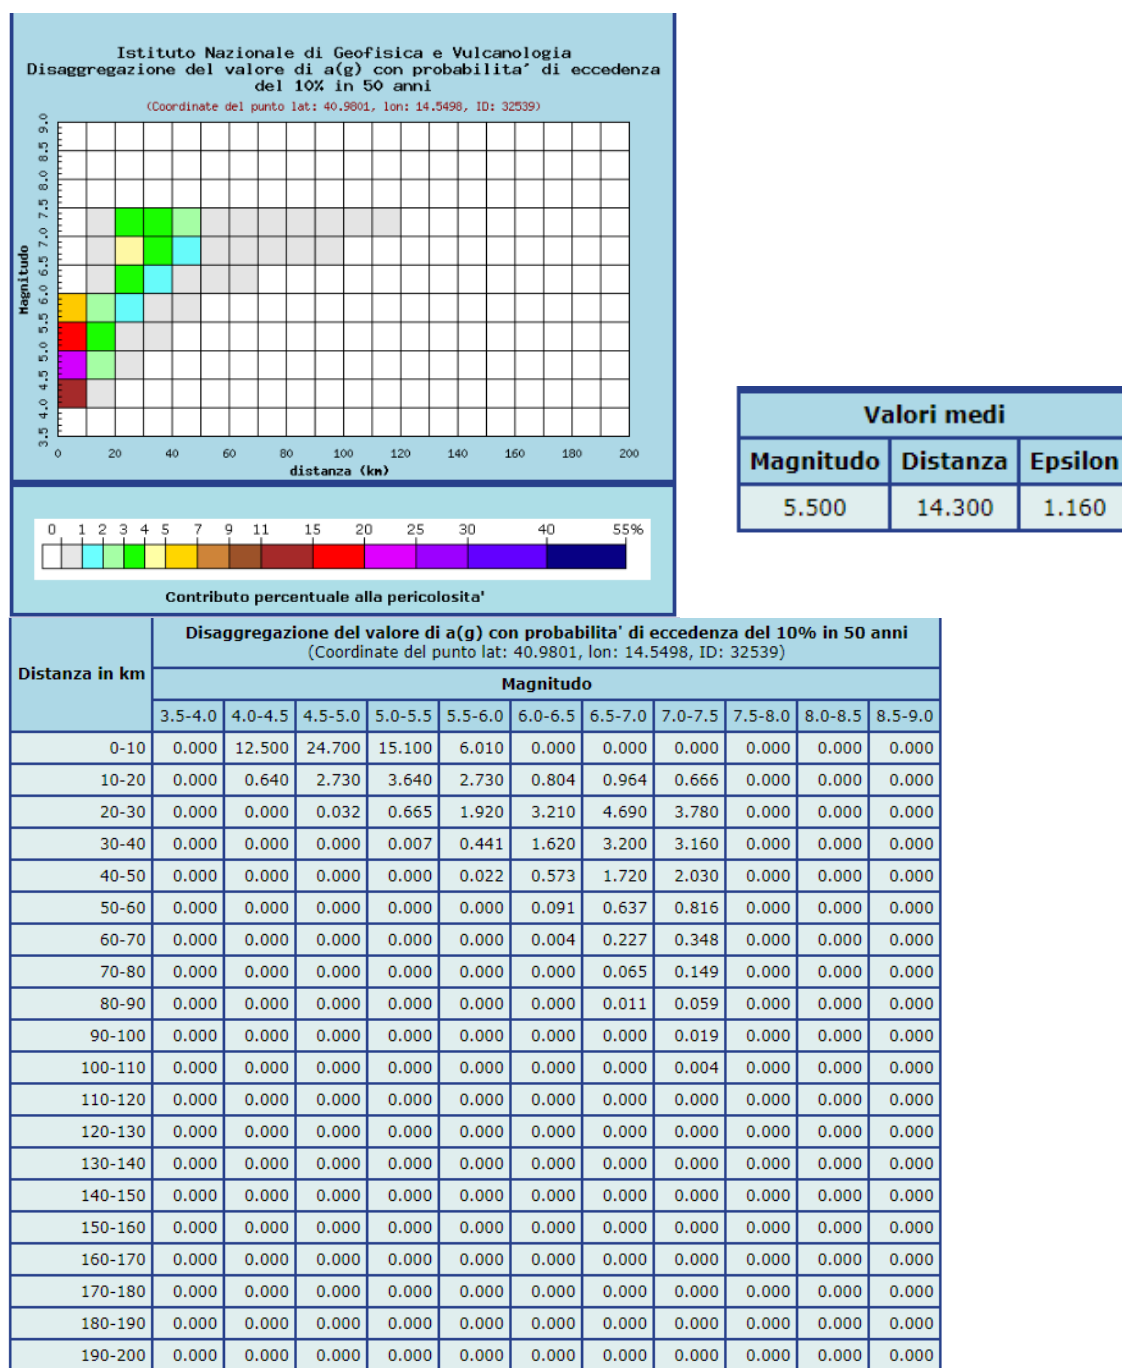 Istituto Nazionale di Geofisica e Vulcanologia
Disaggregazione del valore di a(g) con probabilita' di eccedenza
del 10% in 50 anni
(Coordinate del punto lat: 40.9801, lon: 14.5498, ID: 32539)
Magnitudo
9.0
8.5
8.0
7.5
7.0
6.5
6.0
5.5
5.0
4.5
4.0
3.5
0 20 40 60 80 100 120 140 160 180 200
distanza (km)
0 1 2 3 4 5 7 9 11 15 20 25 30 40 55%
Contributo percentuale alla pericolosita'
Valori medi
Magnitudo Distanza Epsilon
5.500 14.300 1.160
Disaggregazione del valore di a(g) con probabilita' di eccedenza del 10% in 50 anni
(Coordinate del punto lat: 40.9801, lon: 14.5498, ID: 32539)
Distanza in km
Magnitudo
3.5-4.0 4.0-4.5 4.5-5.0 5.0-5.5 5.5-6.0 6.0-6.5 6.5-7.0 7.0-7.5 7.5-8.0 8.0-8.5 8.5-9.0
0-10 0.000 12.500 24.700 15.100 6.010 0.000 0.000 0.000 0.000 0.000 0.000
10-20 0.000 0.640 2.730 3.640 2.730 0.804 0.964 0.666 0.000 0.000 0.000
20-30 0.000 0.000 0.032 0.665 1.920 3.210 4.690 3.780 0.000 0.000 0.000
30-40 0.000 0.000 0.000 0.007 0.441 1.620 3.200 3.160 0.000 0.000 0.000
40-50 0.000 0.000 0.000 0.000 0.022 0.573 1.720 2.030 0.000 0.000 0.000
50-60 0.000 0.000 0.000 0.000 0.000 0.091 0.637 0.816 0.000 0.000 0.000
60-70 0.000 0.000 0.000 0.000 0.000 0.004 0.227 0.348 0.000 0.000 0.000
70-80 0.000 0.000 0.000 0.000 0.000 0.000 0.065 0.149 0.000 0.000 0.000
80-90 0.000 0.000 0.000 0.000 0.000 0.000 0.011 0.059 0.000 0.000 0.000
90-100 0.000 0.000 0.000 0.000 0.000 0.000 0.000 0.019 0.000 0.000 0.000
100-110 0.000 0.000 0.000 0.000 0.000 0.000 0.000 0.004 0.000 0.000 0.000
110-120 0.000 0.000 0.000 0.000 0.000 0.000 0.000 0.000 0.000 0.000 0.000
120-130 0.000 0.000 0.000 0.000 0.000 0.000 0.000 0.000 0.000 0.000 0.000
130-140 0.000 0.000 0.000 0.000 0.000 0.000 0.000 0.000 0.000 0.000 0.000
140-150 0.000 0.000 0.000 0.000 0.000 0.000 0.000 0.000 0.000 0.000 0.000
150-160 0.000 0.000 0.000 0.000 0.000 0.000 0.000 0.000 0.000 0.000 0.000
160-170 0.000 0.000 0.000 0.000 0.000 0.000 0.000 0.000 0.000 0.000 0.000
170-180 0.000 0.000 0.000 0.000 0.000 0.000 0.000 0.000 0.000 0.000 0.000
180-190 0.000 0.000 0.000 0.000 0.000 0.000 0.000 0.000 0.000 0.000 0.000
190-200 0.000 0.000 0.000 0.000 0.000 0.000 0.000 0.000 0.000 0.000 0.000